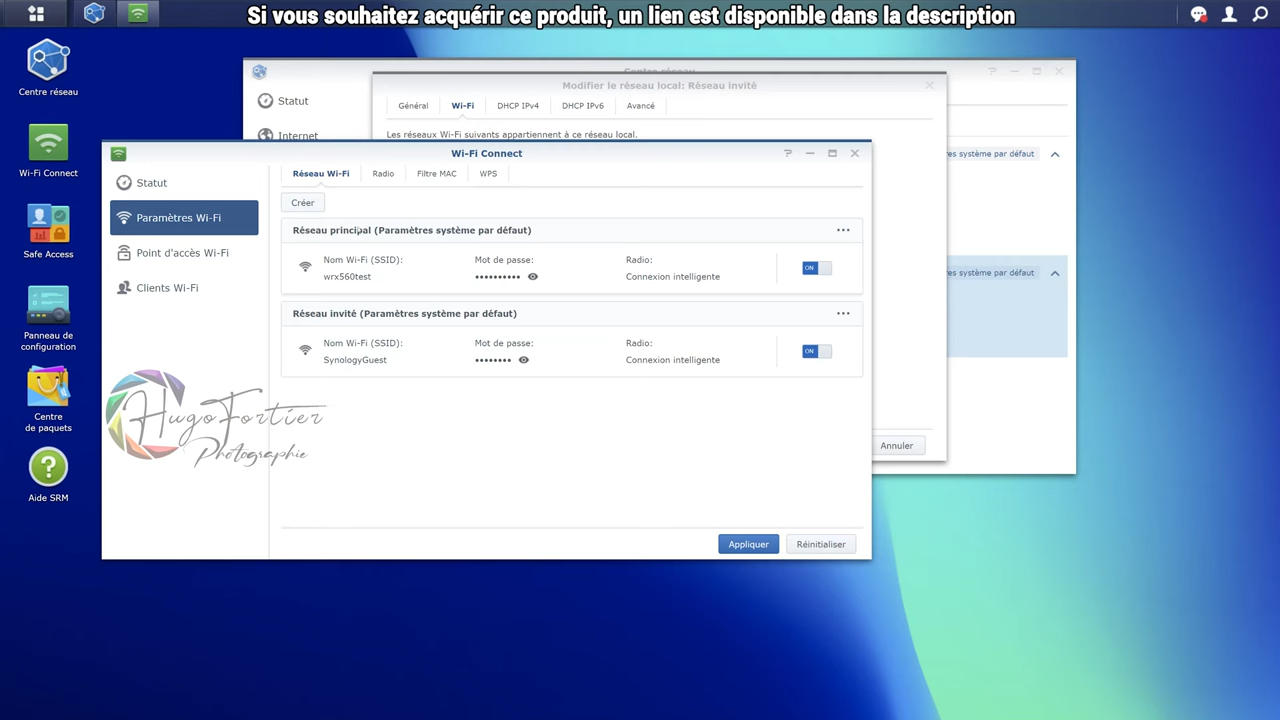 Si vous souhaitez acquérir ce produit, un lien est disponible dans la description
Centre réseau
Wi-Fi Connect
Safe Access
Panneau de
configuration
Centre
de paquets
Aide SRM
Centre réseau
Statut
Internet
res système par défaut
res système par défaut
Modifier le réseau local: Réseau invité
Général
Wi-Fi
DHCP IPv4
DHCP IPv6
Avancé
Les réseaux Wi-Fi suivants appartiennent à ce réseau local.
Annuler
Wi-Fi Connect
Statut
Paramètres Wi-Fi
Point d'accès Wi-Fi
Clients Wi-Fi
Réseau Wi-Fi
Radio
Filtre MAC
WPS
Créer
Réseau principal (Paramètres système par défaut)
Nom Wi-Fi (SSID):
wrx560test
Mot de passe:
••••••••••
Radio:
Connexion intelligente
ON
Réseau invité (Paramètres système par défaut)
Nom Wi-Fi (SSID):
SynologyGuest
Mot de passe:
••••••••
Radio:
Connexion intelligente
ON
Appliquer
Réinitialiser
HugoFortier
Photographie